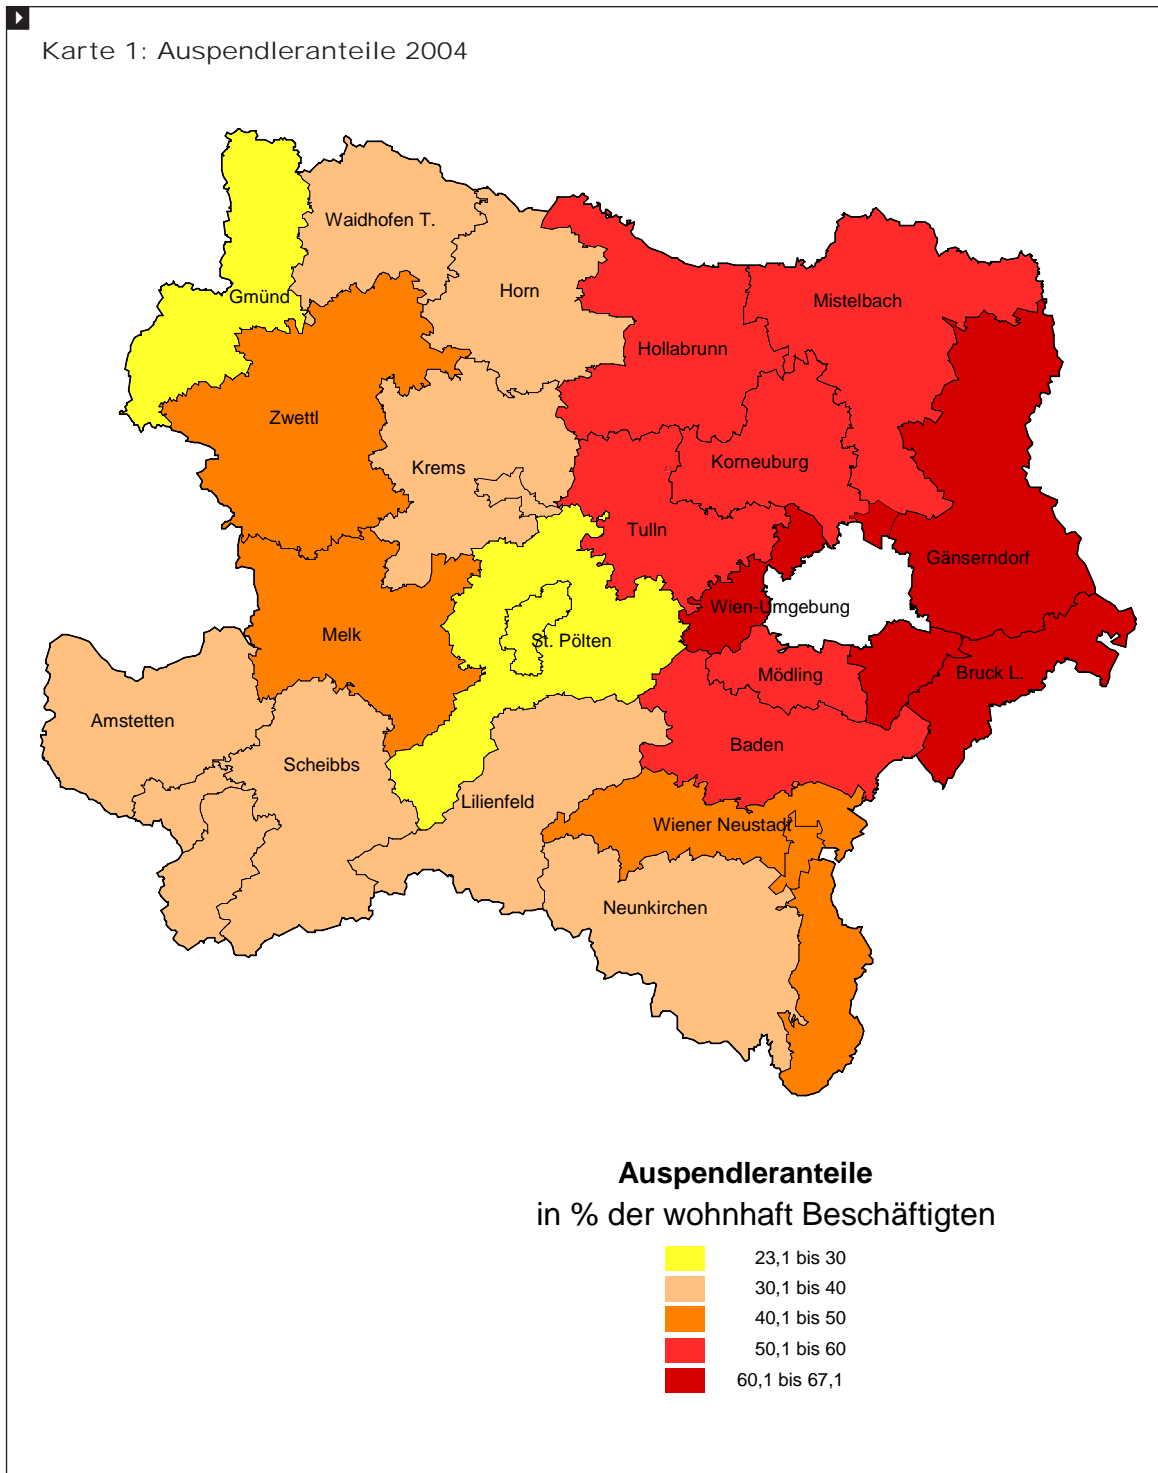 Karte 1: Auspendleranteile 2004
Waidhofen T.
Horn
Gmünd
Mistelbach
Hollabrunn
Zwettl
Krems
Korneuburg
Tulln
Gänserndorf
Wien-Umgebung
Melk
St. Pölten
Mödling
Bruck L.
Amstetten
Baden
Scheibbs
Lilienfeld
Wiener Neustadt
Neunkirchen
Auspendleranteile
in % der wohnhaft Beschäftigten
23,1 bis 30
30,1 bis 40
40,1 bis 50
50,1 bis 60
60,1 bis 67,1